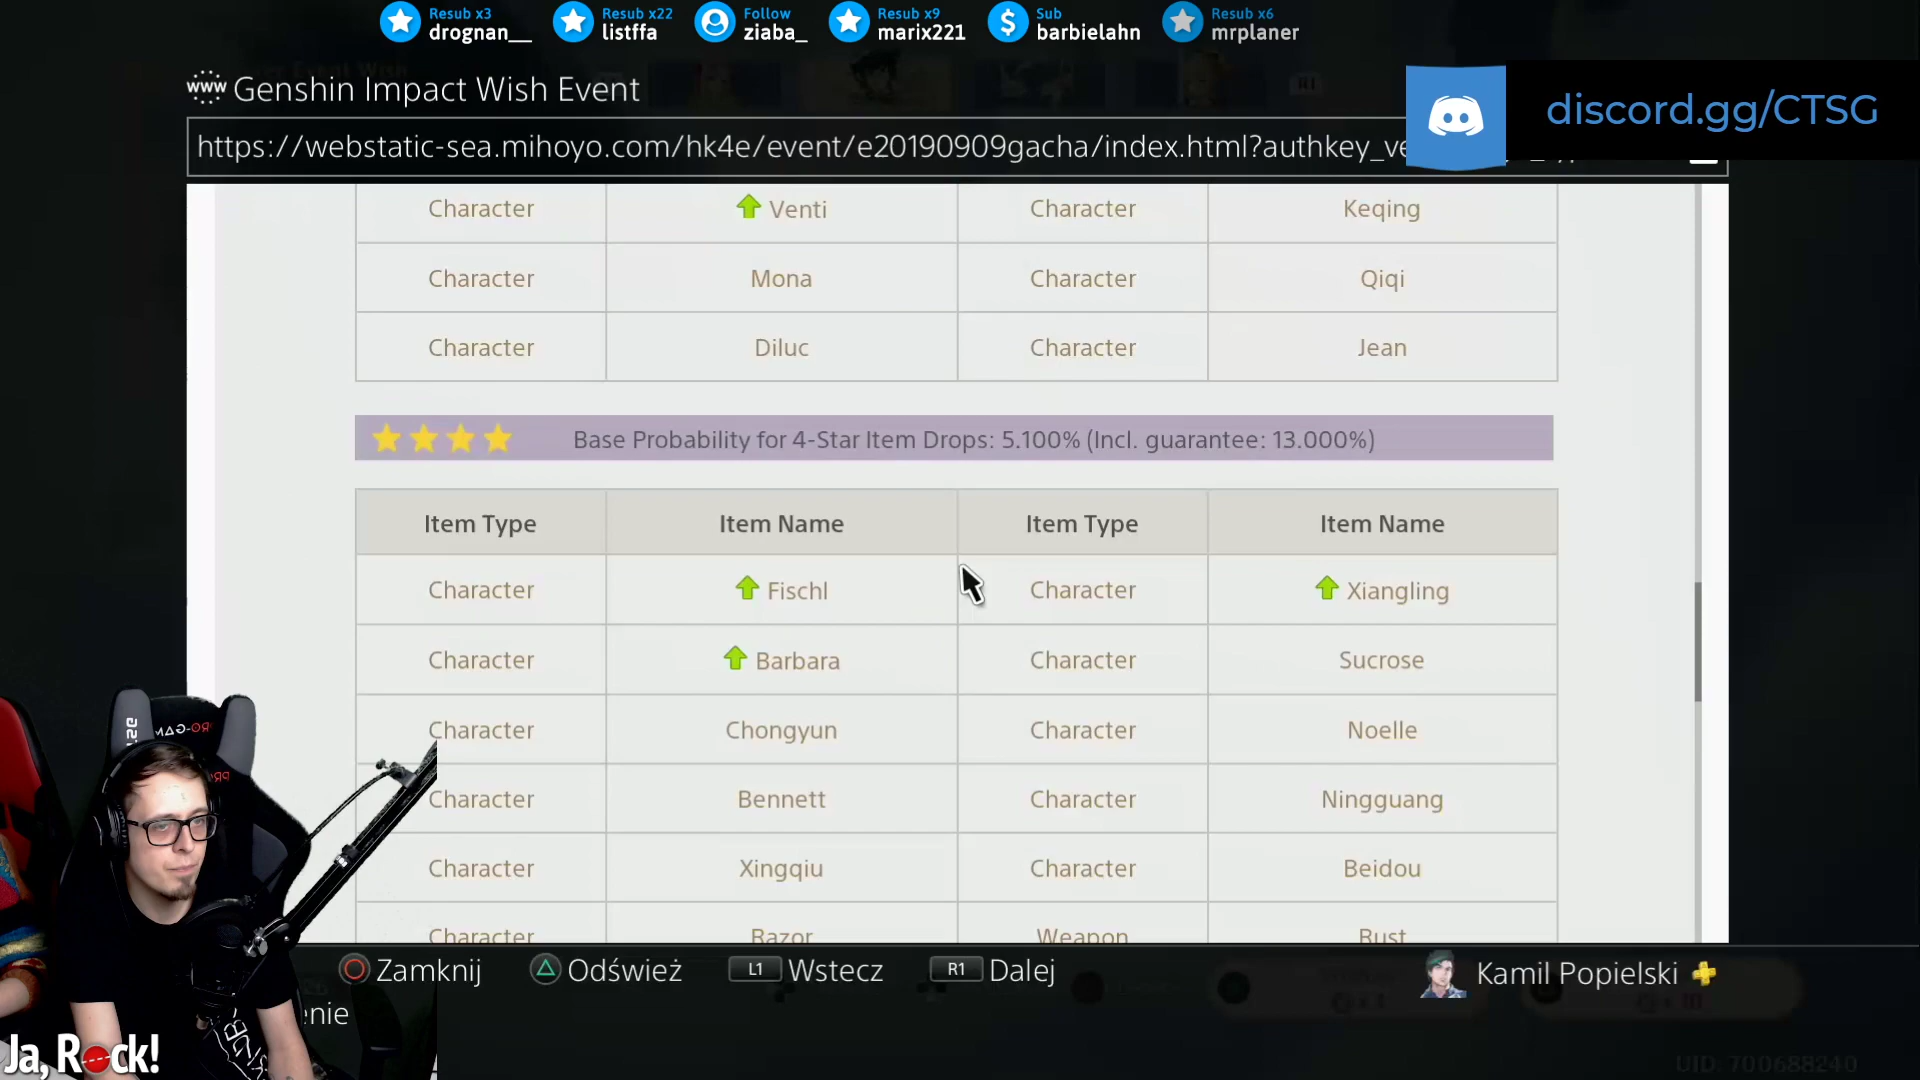 Resub x3 Resub x22 Follow Resub x9 Sub Resub x6
drognan__ listffa ziaba_ marix221 barbielahn mrplaner
www Genshin Impact Wish Event
discord.gg/CTSG
https://webstatic-sea.mihoyo.com/hk4e/event/e20190909gacha/index.html?authkey_ve
Character Venti Character Keqing
Character Mona Character Qiqi
Character Diluc Character Jean
Base Probability for 4-Star Item Drops: 5.100% (Incl. guarantee: 13.000%)
Item Type Item Name Item Type Item Name
Character Fischl Character Xiangling
Character Barbara Character Sucrose
Character Chongyun Character Noelle
Character Bennett Character Ningguang
Character Xingqiu Character Beidou
Character Razor Weapon Rust
Zamknij Odśwież L1 Wstecz R1 Dalej Kamil Popielski
enie
Ja, Rock!
UID: 700688240